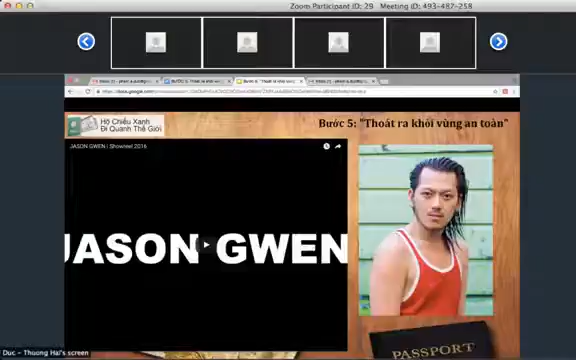 Zoom Participant ID: 29 Meeting ID: 493-487-258
Hộ Chiếu Xanh
Đi Quanh Thế Giới
Bước 5: "Thoát ra khỏi vùng an toàn"
JASON GWEN | Showreel 2016
JASON GWEN
PASSPORT
Duc - Thuong Hai's screen